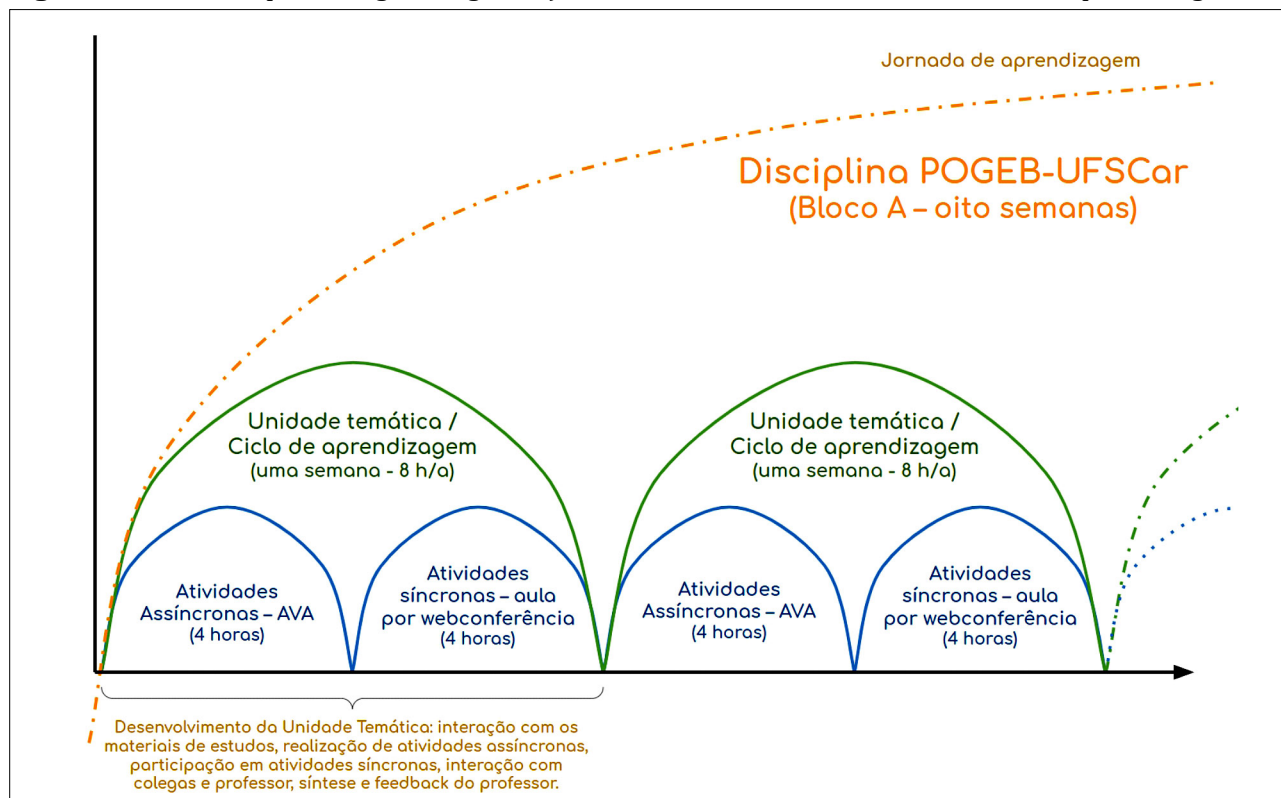 Jornada de aprendizagem
Disciplina POGEB-UFSCar
(Bloco A – oito semanas)
Unidade temática /
Ciclo de aprendizagem
(uma semana - 8 h/a)
Unidade temática /
Ciclo de aprendizagem
(uma semana - 8 h/a)
Atividades
Assíncronas – AVA
(4 horas)
Atividades
síncronas – aula
por webconferência
(4 horas)
Atividades
Assíncronas – AVA
(4 horas)
Atividades
síncronas – aula
por webconferência
(4 horas)
Desenvolvimento da Unidade Temática: interação com os
materiais de estudos, realização de atividades assíncronas,
participação em atividades síncronas, interação com
colegas e professor, síntese e feedback do professor.